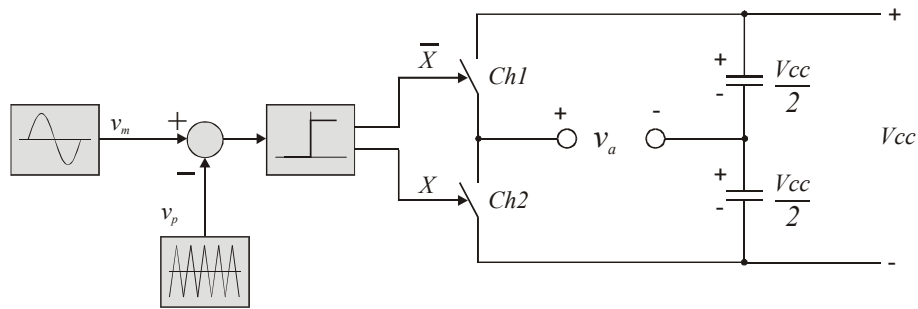 +
X̅
Ch1
+
-
Vcc
2
v_m
+
+
v_a
-
Vcc
−
v_p
X
Ch2
+
-
Vcc
2
-